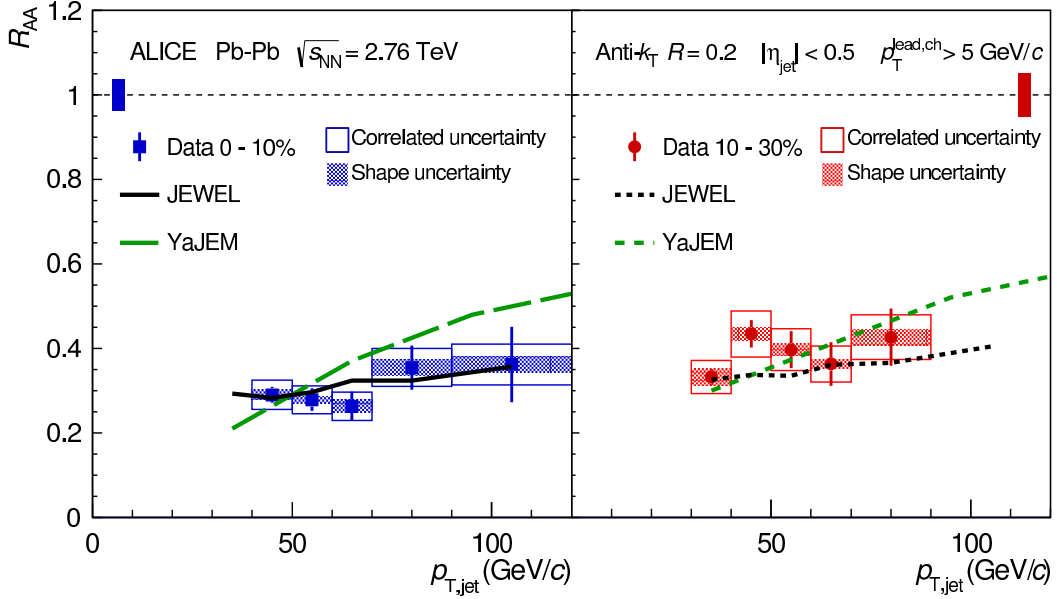 R_AA
1.2
1
0.8
0.6
0.4
0.2
0
ALICE Pb-Pb √s_NN = 2.76 TeV
Data 0 - 10%
Correlated uncertainty
Shape uncertainty
JEWEL
YaJEM
0 50 100
p_T,jet (GeV/c)
Anti-k_T R = 0.2 |η_jet| < 0.5 p_T^lead,ch > 5 GeV/c
Data 10 - 30%
Correlated uncertainty
Shape uncertainty
JEWEL
YaJEM
50 100
p_T,jet (GeV/c)